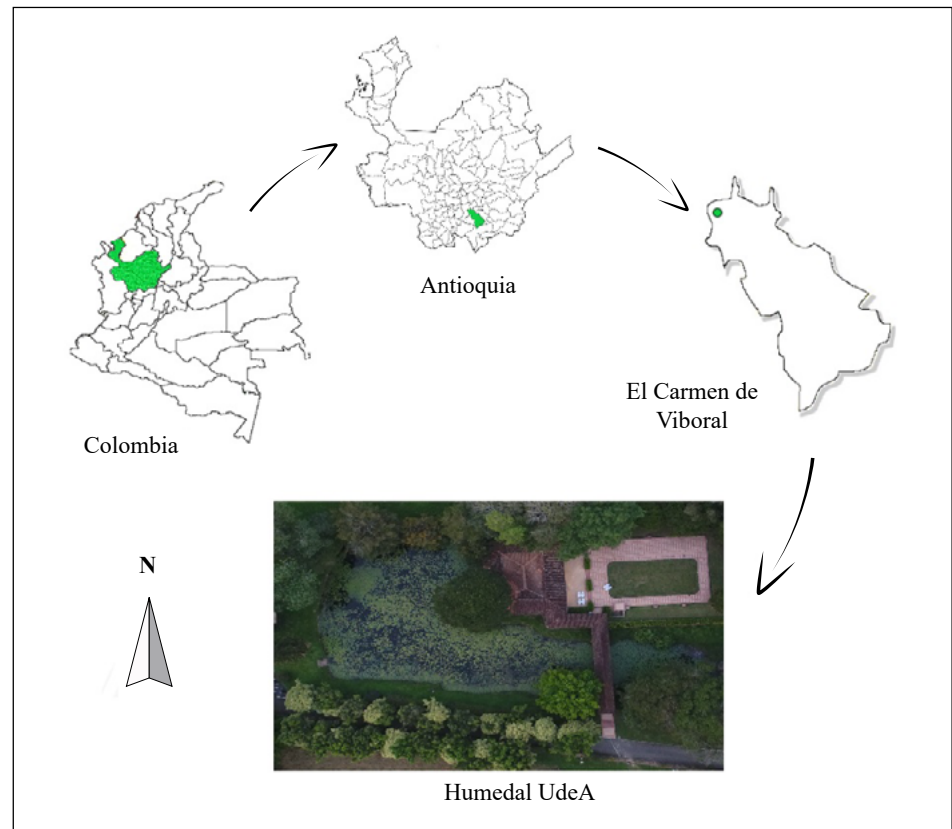 Antioquia
Colombia
El Carmen de
Viboral
N
Humedal UdeA